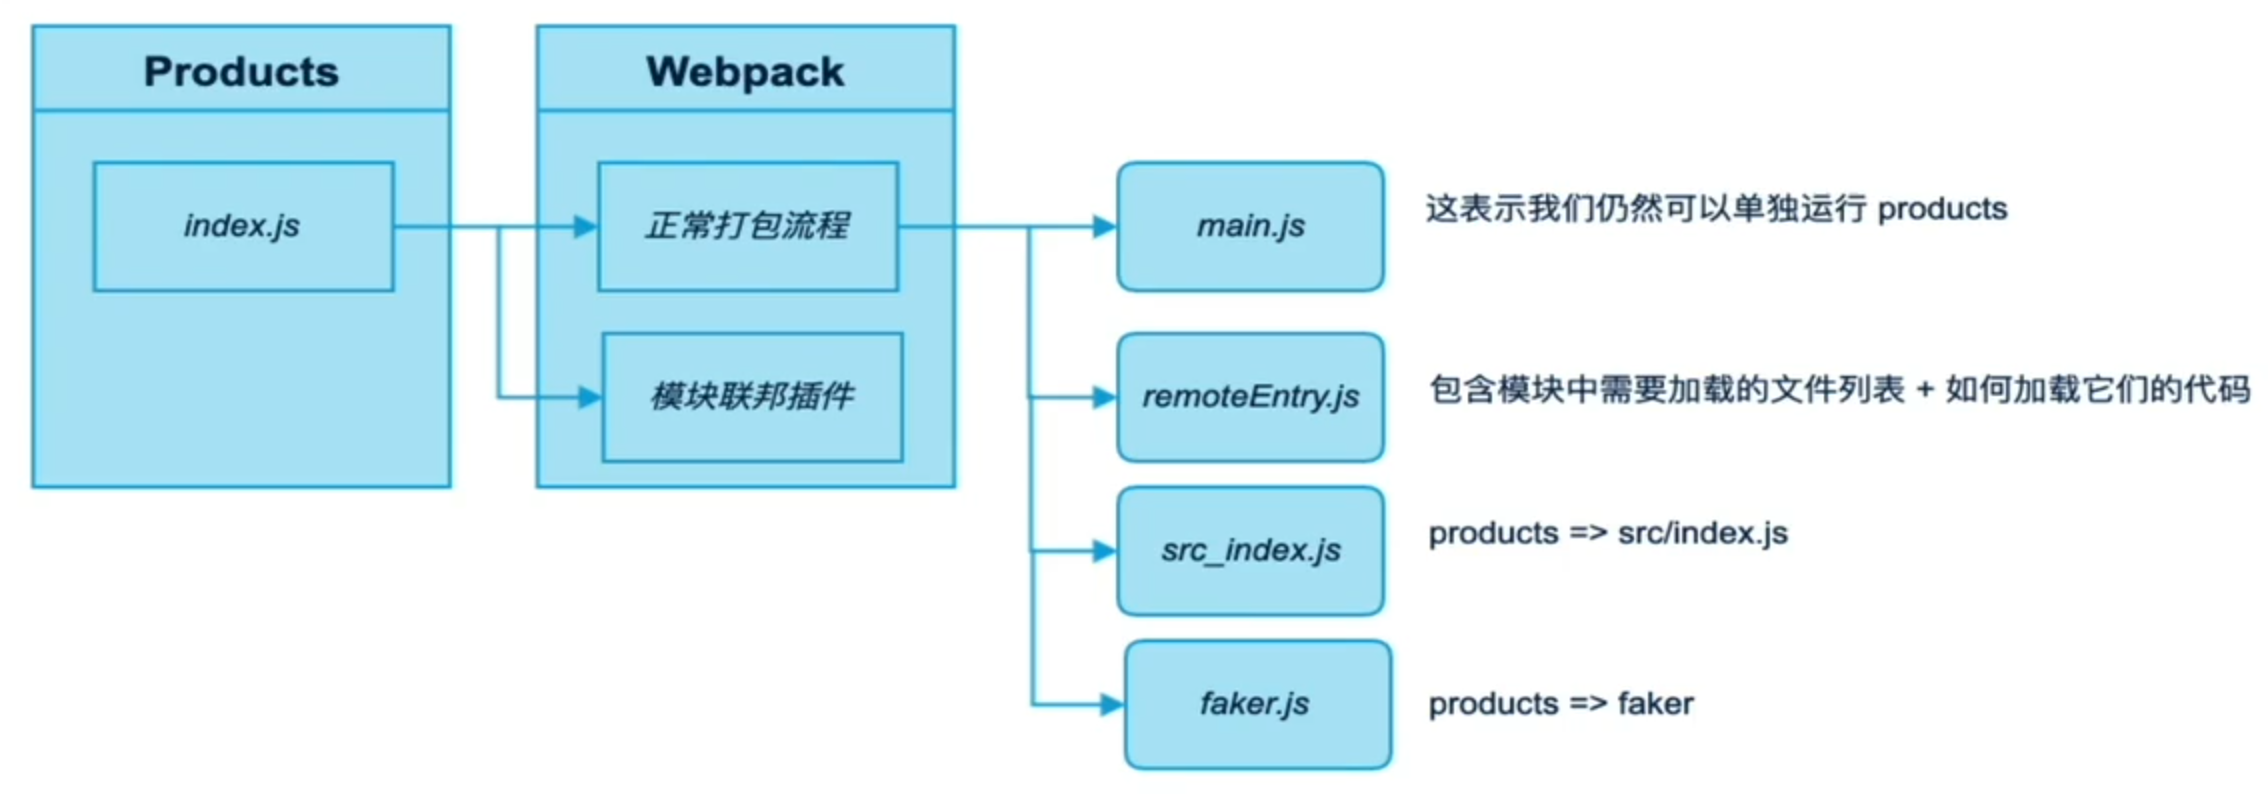 Products
Webpack
index.js
正常打包流程
main.js
这表示我们仍然可以单独运行 products
模块联邦插件
remoteEntry.js
包含模块中需要加载的文件列表 + 如何加载它们的代码
src_index.js
products => src/index.js
faker.js
products => faker